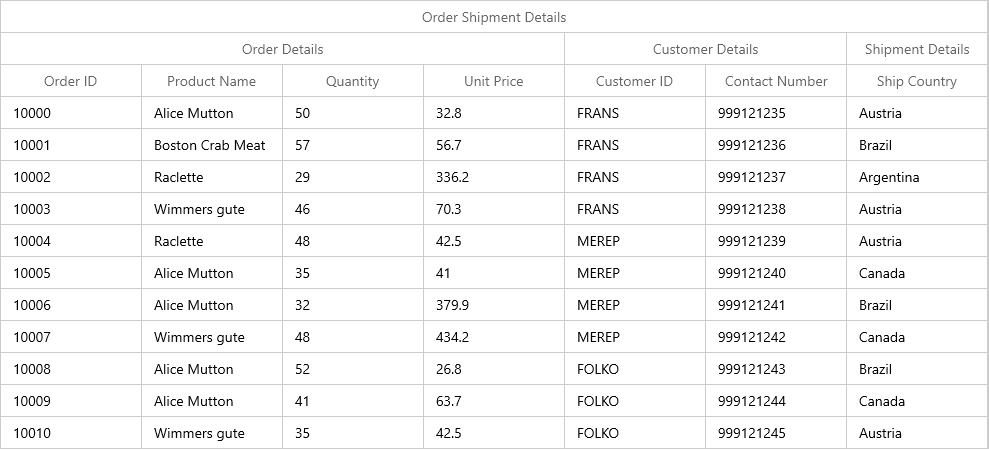 Order Shipment Details
Order Details Customer Details Shipment Details
Order ID Product Name Quantity Unit Price Customer ID Contact Number Ship Country
10000 Alice Mutton 50 32.8 FRANS 999121235 Austria
10001 Boston Crab Meat 57 56.7 FRANS 999121236 Brazil
10002 Raclette 29 336.2 FRANS 999121237 Argentina
10003 Wimmers gute 46 70.3 FRANS 999121238 Austria
10004 Raclette 48 42.5 MEREP 999121239 Austria
10005 Alice Mutton 35 41 MEREP 999121240 Canada
10006 Alice Mutton 32 379.9 MEREP 999121241 Brazil
10007 Wimmers gute 48 434.2 MEREP 999121242 Canada
10008 Alice Mutton 52 26.8 FOLKO 999121243 Brazil
10009 Alice Mutton 41 63.7 FOLKO 999121244 Canada
10010 Wimmers gute 35 42.5 FOLKO 999121245 Austria